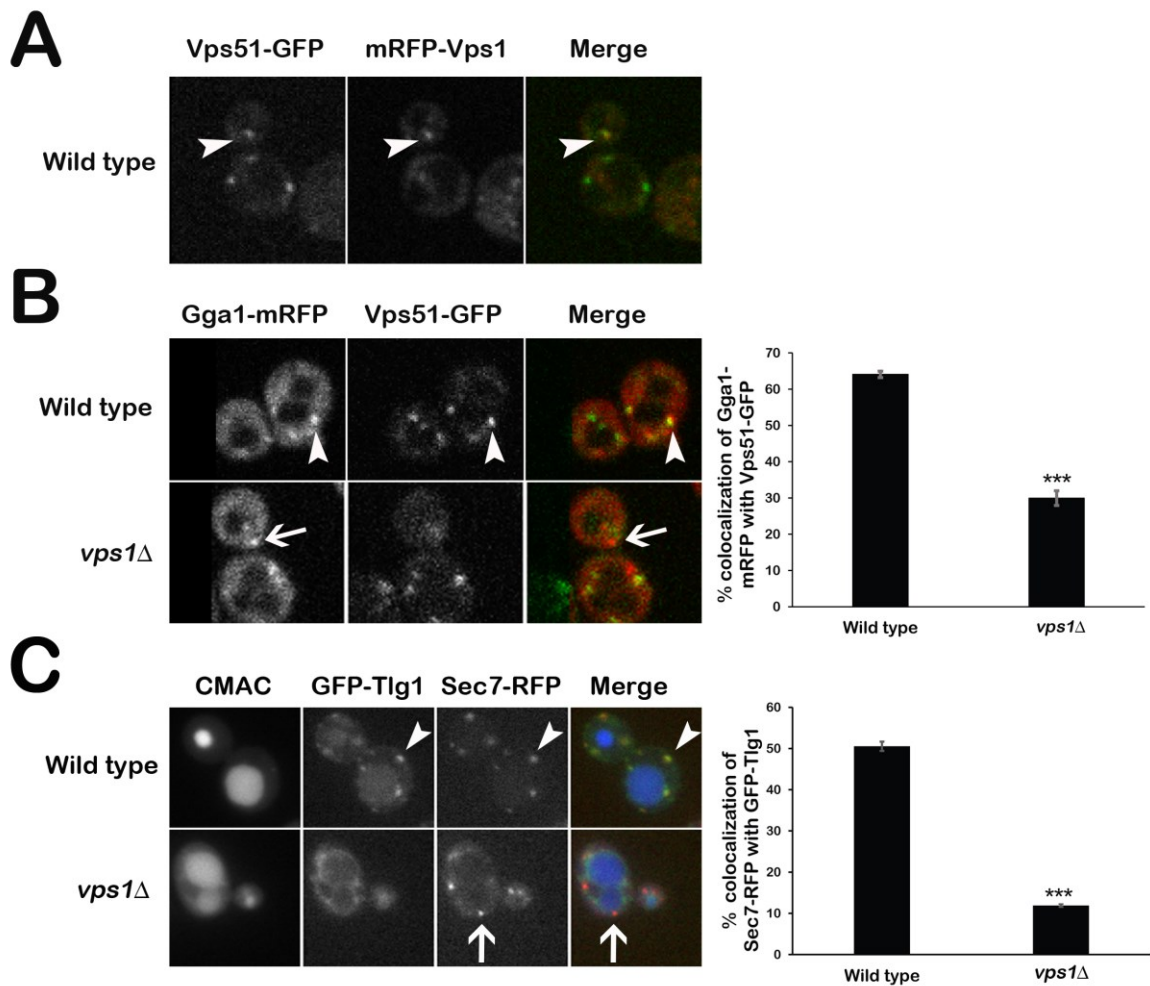 A
Vps51-GFP mRFP-Vps1 Merge
Wild type
B
Gga1-mRFP Vps51-GFP Merge
Wild type
vps1Δ
% colocalization of Gga1-
mRFP with Vps51-GFP
70
60
50
40
30
20
10
0
***
Wild type vps1Δ
C
CMAC GFP-Tlg1 Sec7-RFP Merge
Wild type
vps1Δ
% colocalization of
Sec7-RFP with GFP-Tlg1
60
50
40
30
20
10
0
***
Wild type vps1Δ